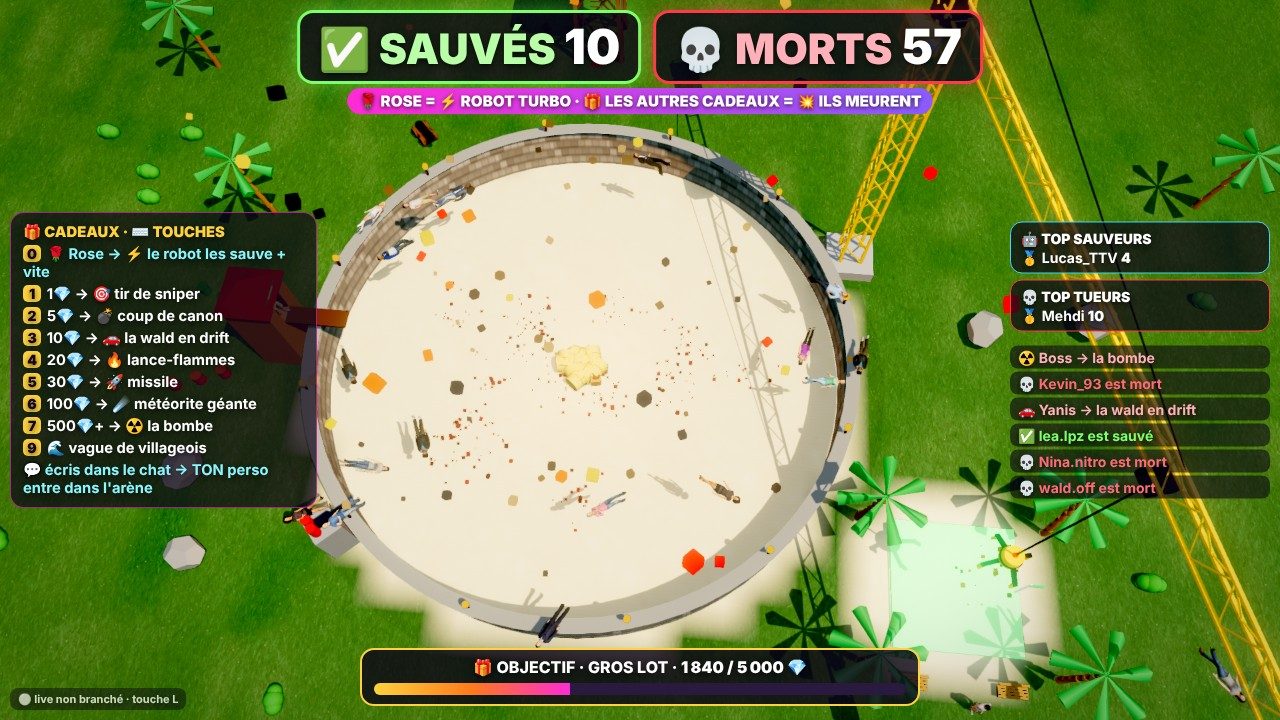 ✅ SAUVÉS 10
💀 MORTS 57
🌹 ROSE = ⚡ ROBOT TURBO · 🎁 LES AUTRES CADEAUX = 💥 ILS MEURENT
🎁 CADEAUX · ⌨️ TOUCHES
0 🌹 Rose → ⚡ le robot les sauve +
vite
1 1💎 → 🎯 tir de sniper
2 5💎 → 💣 coup de canon
3 10💎 → 🚗 la wald en drift
4 20💎 → 🔥 lance-flammes
5 30💎 → 🚀 missile
6 100💎 → ☄️ météorite géante
7 500💎+ → ☢️ la bombe
9 🌊 vague de villageois
💬 écris dans le chat → TON perso
entre dans l'arène
🤖 TOP SAUVEURS
🥇 Lucas_TTV 4
💀 TOP TUEURS
🥇 Mehdi 10
☢️ Boss → la bombe
💀 Kevin_93 est mort
🚗 Yanis → la wald en drift
✅ lea.lpz est sauvé
💀 Nina.nitro est mort
💀 wald.off est mort
🎁 OBJECTIF · GROS LOT · 1 840 / 5 000 💎
⚪ live non branché · touche L